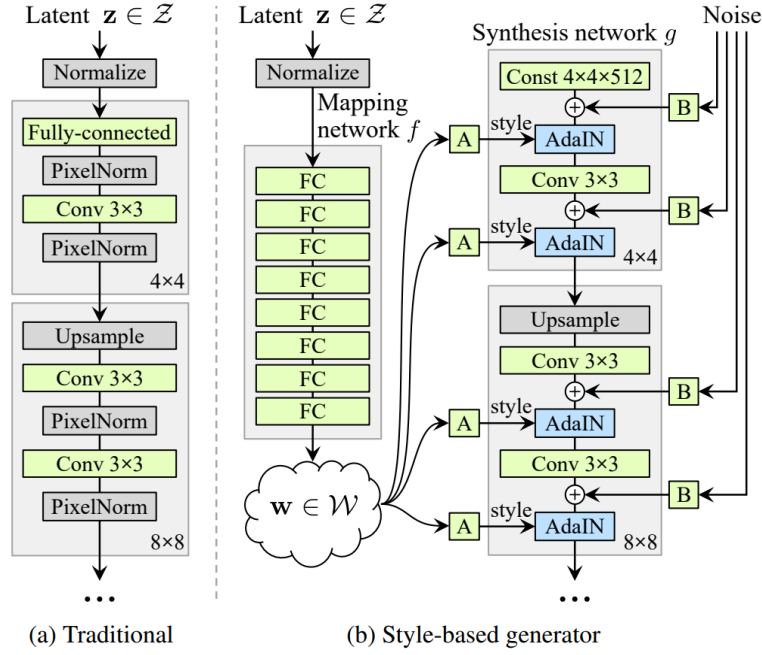 Latent z ∈ 𝒵
Normalize
Fully-connected
PixelNorm
Conv 3×3
PixelNorm
4×4
Upsample
Conv 3×3
PixelNorm
Conv 3×3
PixelNorm
8×8
...
(a) Traditional
Latent z ∈ 𝒵
Normalize
Mapping
network f
FC
FC
FC
FC
FC
FC
FC
FC
w ∈ 𝒲
A
style
A
style
A
style
A
style
Synthesis network g
Const 4×4×512
+
AdaIN
Conv 3×3
+
AdaIN
4×4
Upsample
Conv 3×3
+
AdaIN
Conv 3×3
+
AdaIN
8×8
...
Noise
B
B
B
B
(b) Style-based generator